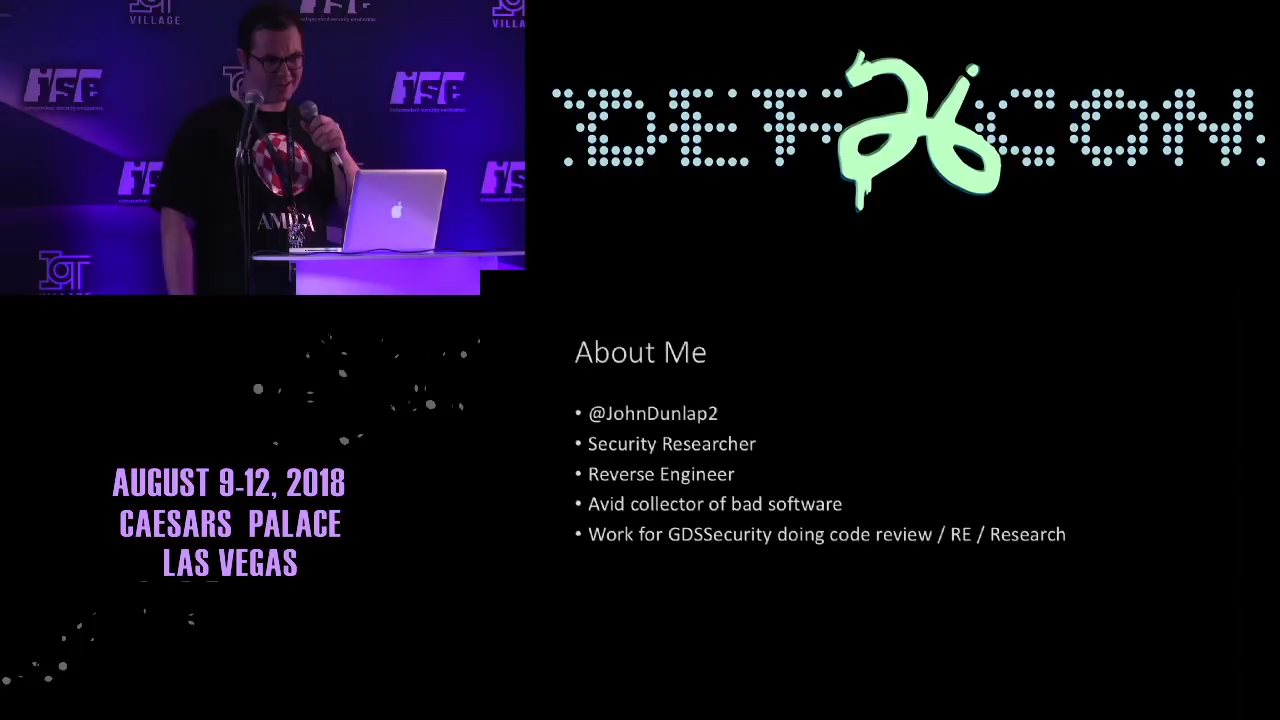 VILLAGE
ISE
ISE
AMIGA
DEF CON
26
About Me
• @JohnDunlap2
• Security Researcher
• Reverse Engineer
• Avid collector of bad software
• Work for GDSSecurity doing code review / RE / Research
AUGUST 9-12, 2018
CAESARS PALACE
LAS VEGAS